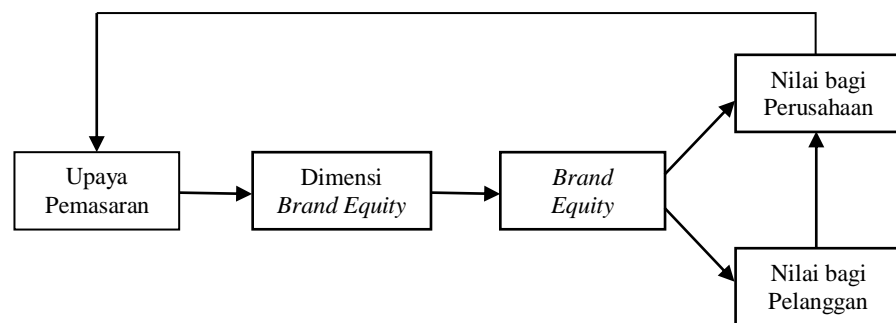 Nilai bagi
Perusahaan
Upaya
Pemasaran
Dimensi
Brand Equity
Brand
Equity
Nilai bagi
Pelanggan